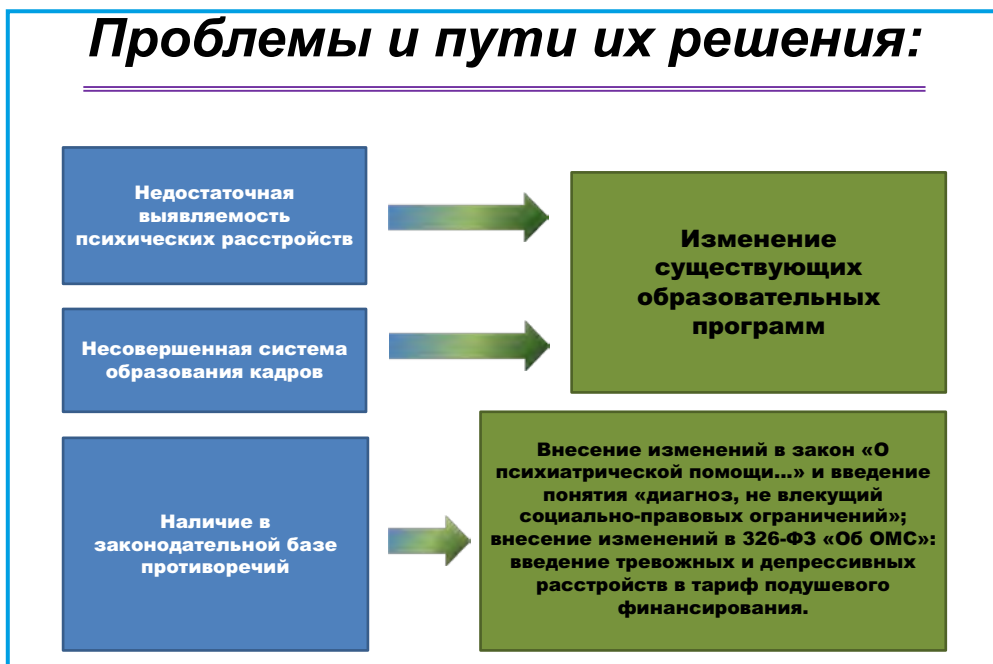 Проблемы и пути их решения:
Недостаточная
выявляемость
психических расстройств
Изменение
существующих
образовательных
программ
Несовершенная система
образования кадров
Наличие в
законодательной базе
противоречий
Внесение изменений в закон «О
психиатрической помощи...» и введение
понятия «диагноз, не влекущий
социально-правовых ограничений»;
внесение изменений в 326-ФЗ «Об ОМС»:
введение тревожных и депрессивных
расстройств в тариф подушевого
финансирования.